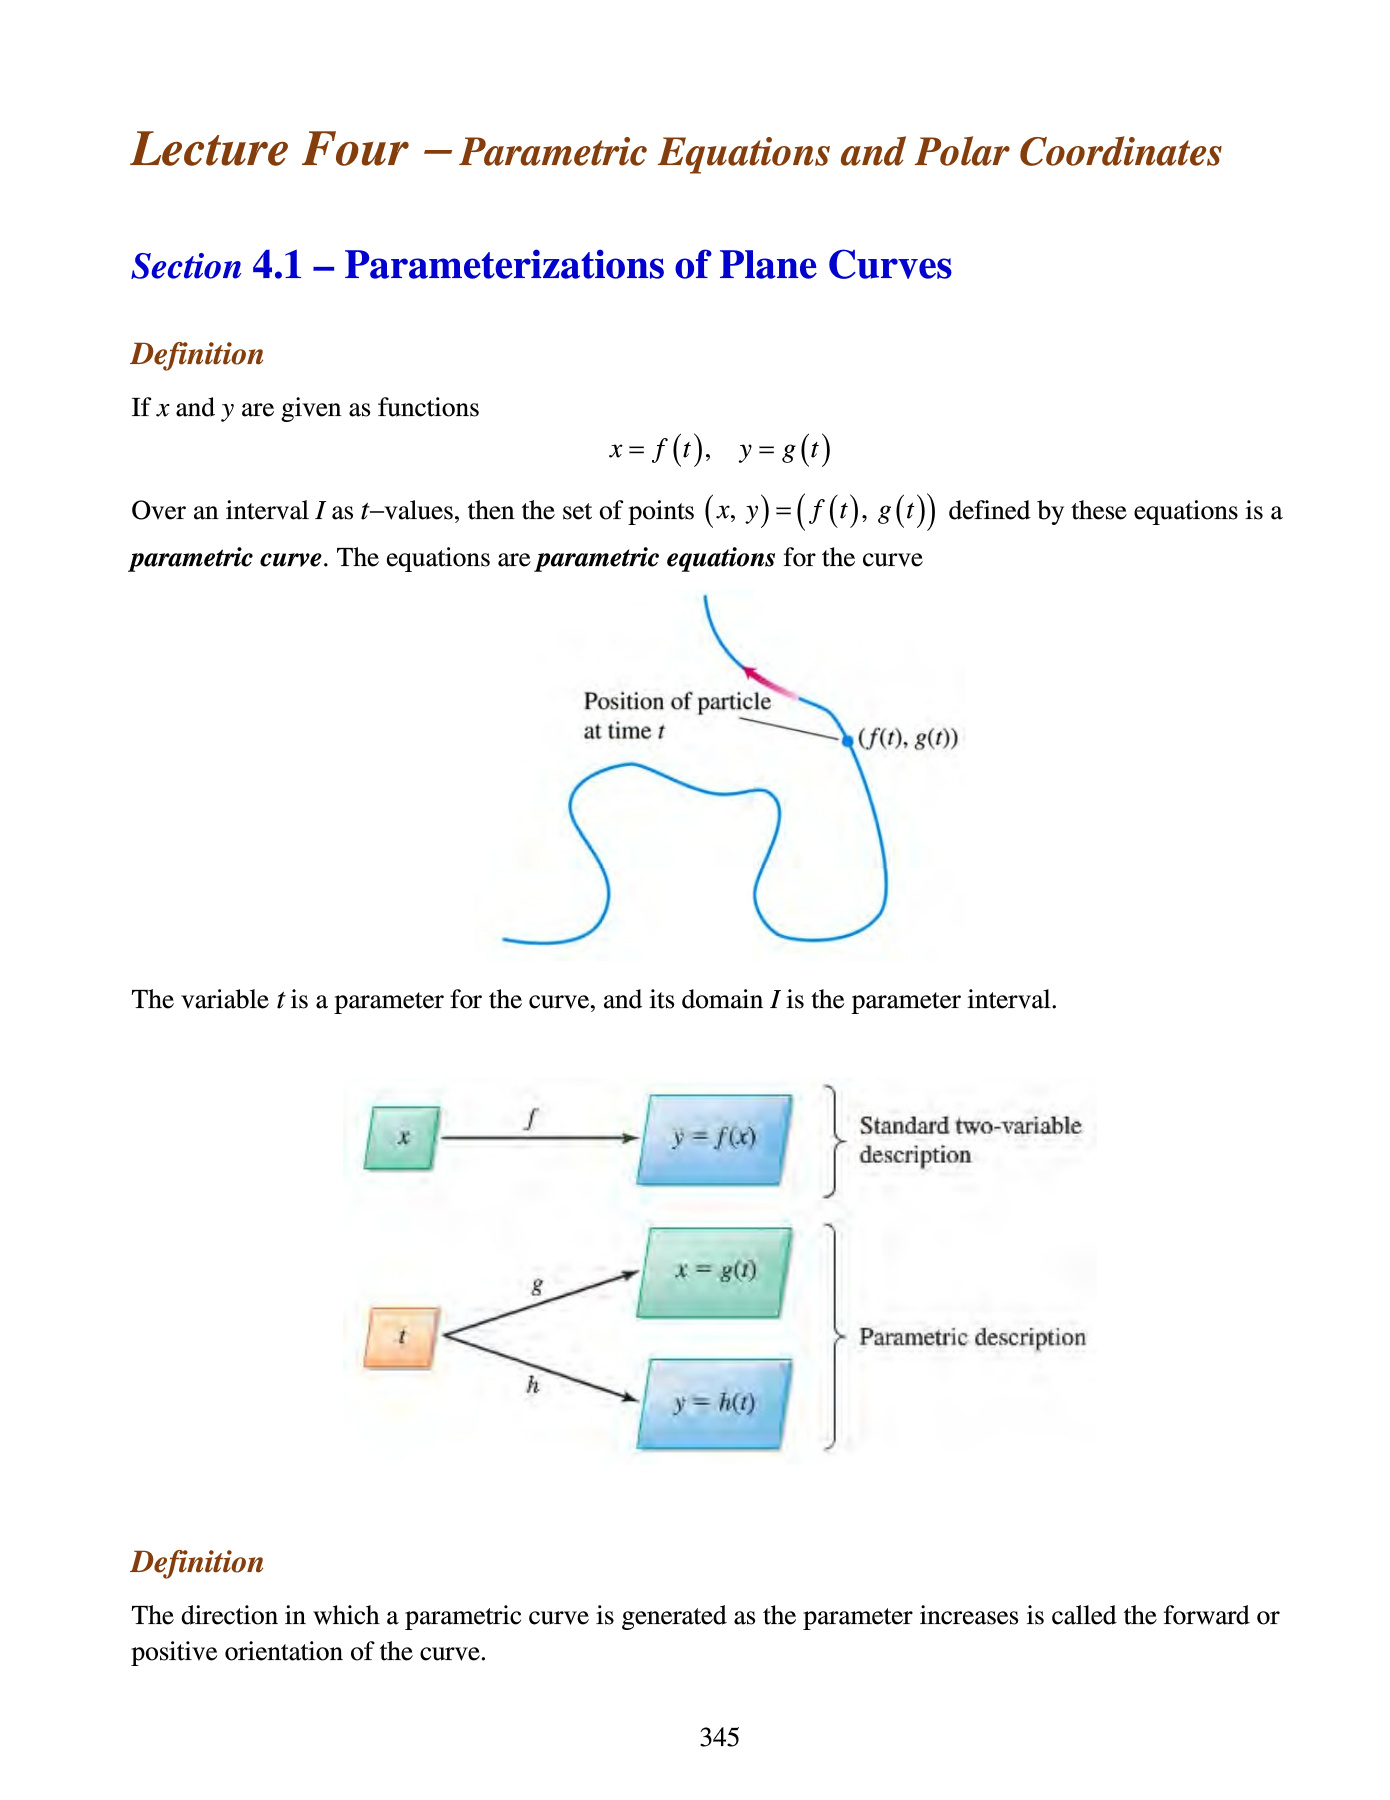 Lecture Four – Parametric Equations and Polar Coordinates
Section 4.1 – Parameterizations of Plane Curves
Definition
If x and y are given as functions
x = f(t), y = g(t)
Over an interval I as t–values, then the set of points (x, y) = (f(t), g(t)) defined by these equations is a
parametric curve. The equations are parametric equations for the curve
Position of particle
at time t
(f(t), g(t))
The variable t is a parameter for the curve, and its domain I is the parameter interval.
x
f
y = f(x)
Standard two-variable
description
t
g
x = g(t)
h
y = h(t)
Parametric description
Definition
The direction in which a parametric curve is generated as the parameter increases is called the forward or
positive orientation of the curve.
345